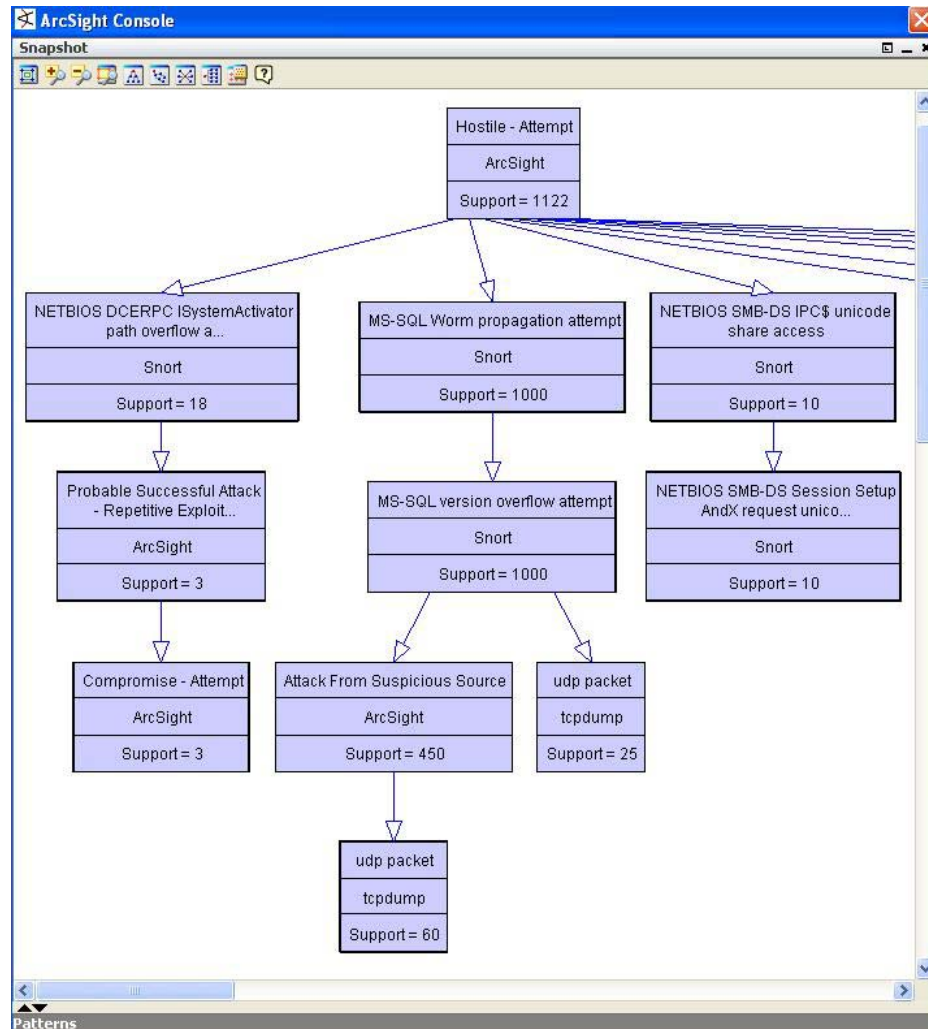 ArcSight Console
Snapshot
Hostile - Attempt
ArcSight
Support = 1122
NETBIOS DCERPC ISystemActivator
path overflow a...
Snort
Support = 18
MS-SQL Worm propagation attempt
Snort
Support = 1000
NETBIOS SMB-DS IPC$ unicode
share access
Snort
Support = 10
Probable Successful Attack
- Repetitive Exploit...
ArcSight
Support = 3
MS-SQL version overflow attempt
Snort
Support = 1000
NETBIOS SMB-DS Session Setup
AndX request unico...
Snort
Support = 10
Compromise - Attempt
ArcSight
Support = 3
Attack From Suspicious Source
ArcSight
Support = 450
udp packet
tcpdump
Support = 25
udp packet
tcpdump
Support = 60
Patterns